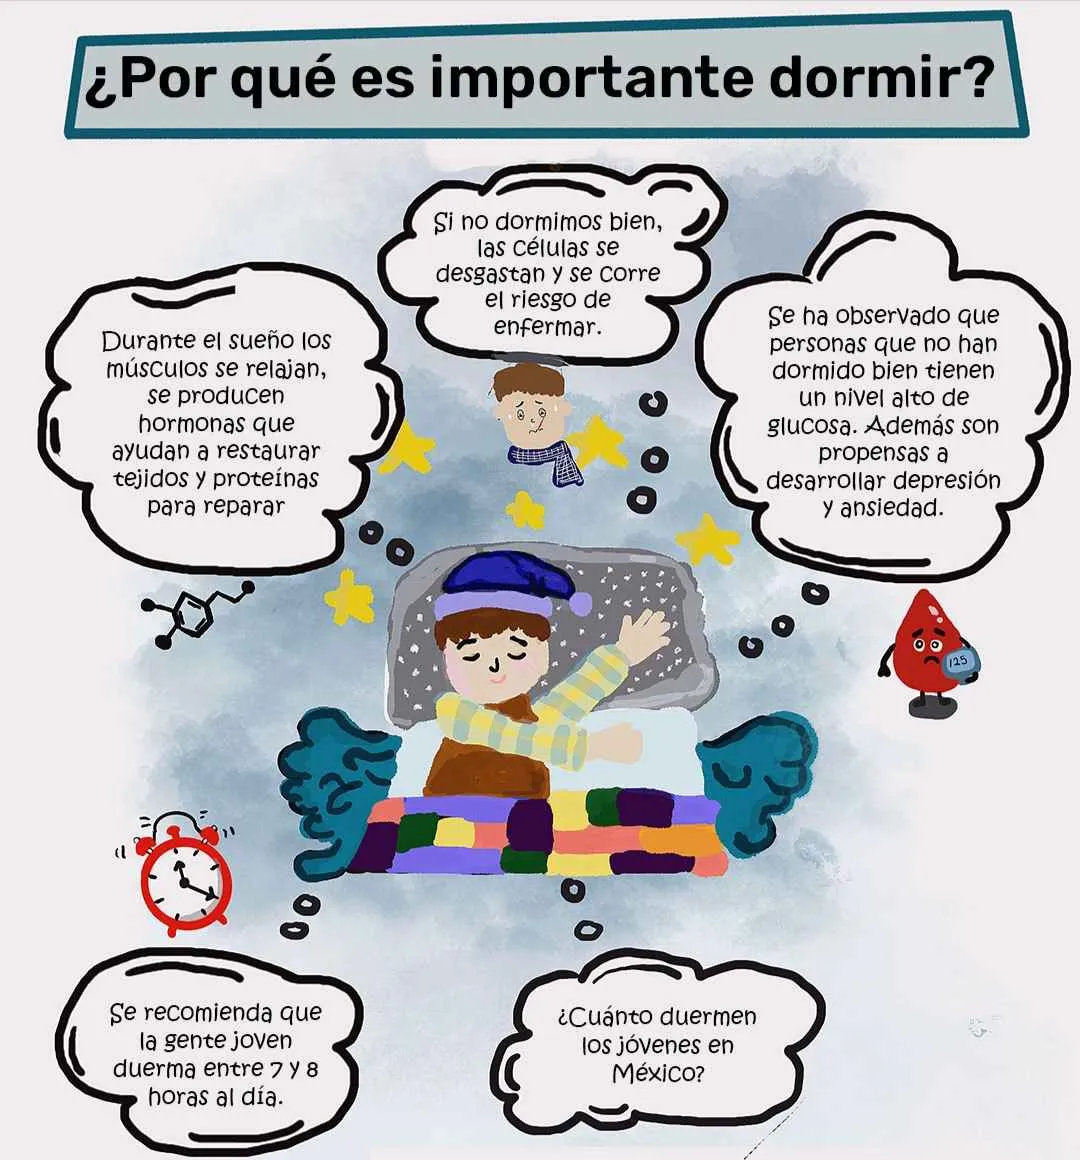 ¿Por qué es importante dormir?
Si no dormimos bien,
las células se
desgastan y se corre
el riesgo de
enfermar.
Durante el sueño los
músculos se relajan,
se producen
hormonas que
ayudan a restaurar
tejidos y proteínas
para reparar
Se ha observado que
personas que no han
dormido bien tienen
un nivel alto de
glucosa. Además son
propensas a
desarrollar depresión
y ansiedad.
125
Se recomienda que
la gente joven
duerma entre 7 y 8
horas al día.
¿Cuánto duermen
los jóvenes en
México?